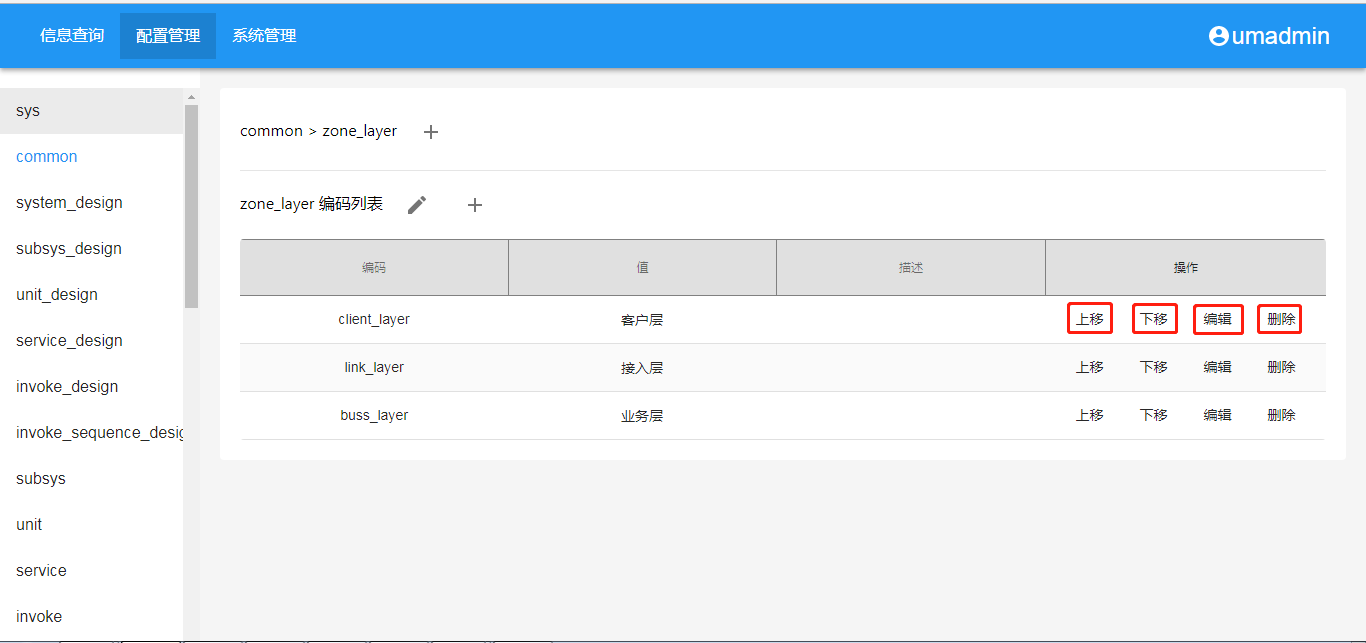 信息查询 配置管理 系统管理 umadmin
sys
common
system_design
subsys_design
unit_design
service_design
invoke_design
invoke_sequence_desig
subsys
unit
service
invoke
common > zone_layer +
zone_layer 编码列表 +
编码 值 描述 操作
client_layer 客户层 上移 下移 编辑 删除
link_layer 接入层 上移 下移 编辑 删除
buss_layer 业务层 上移 下移 编辑 删除